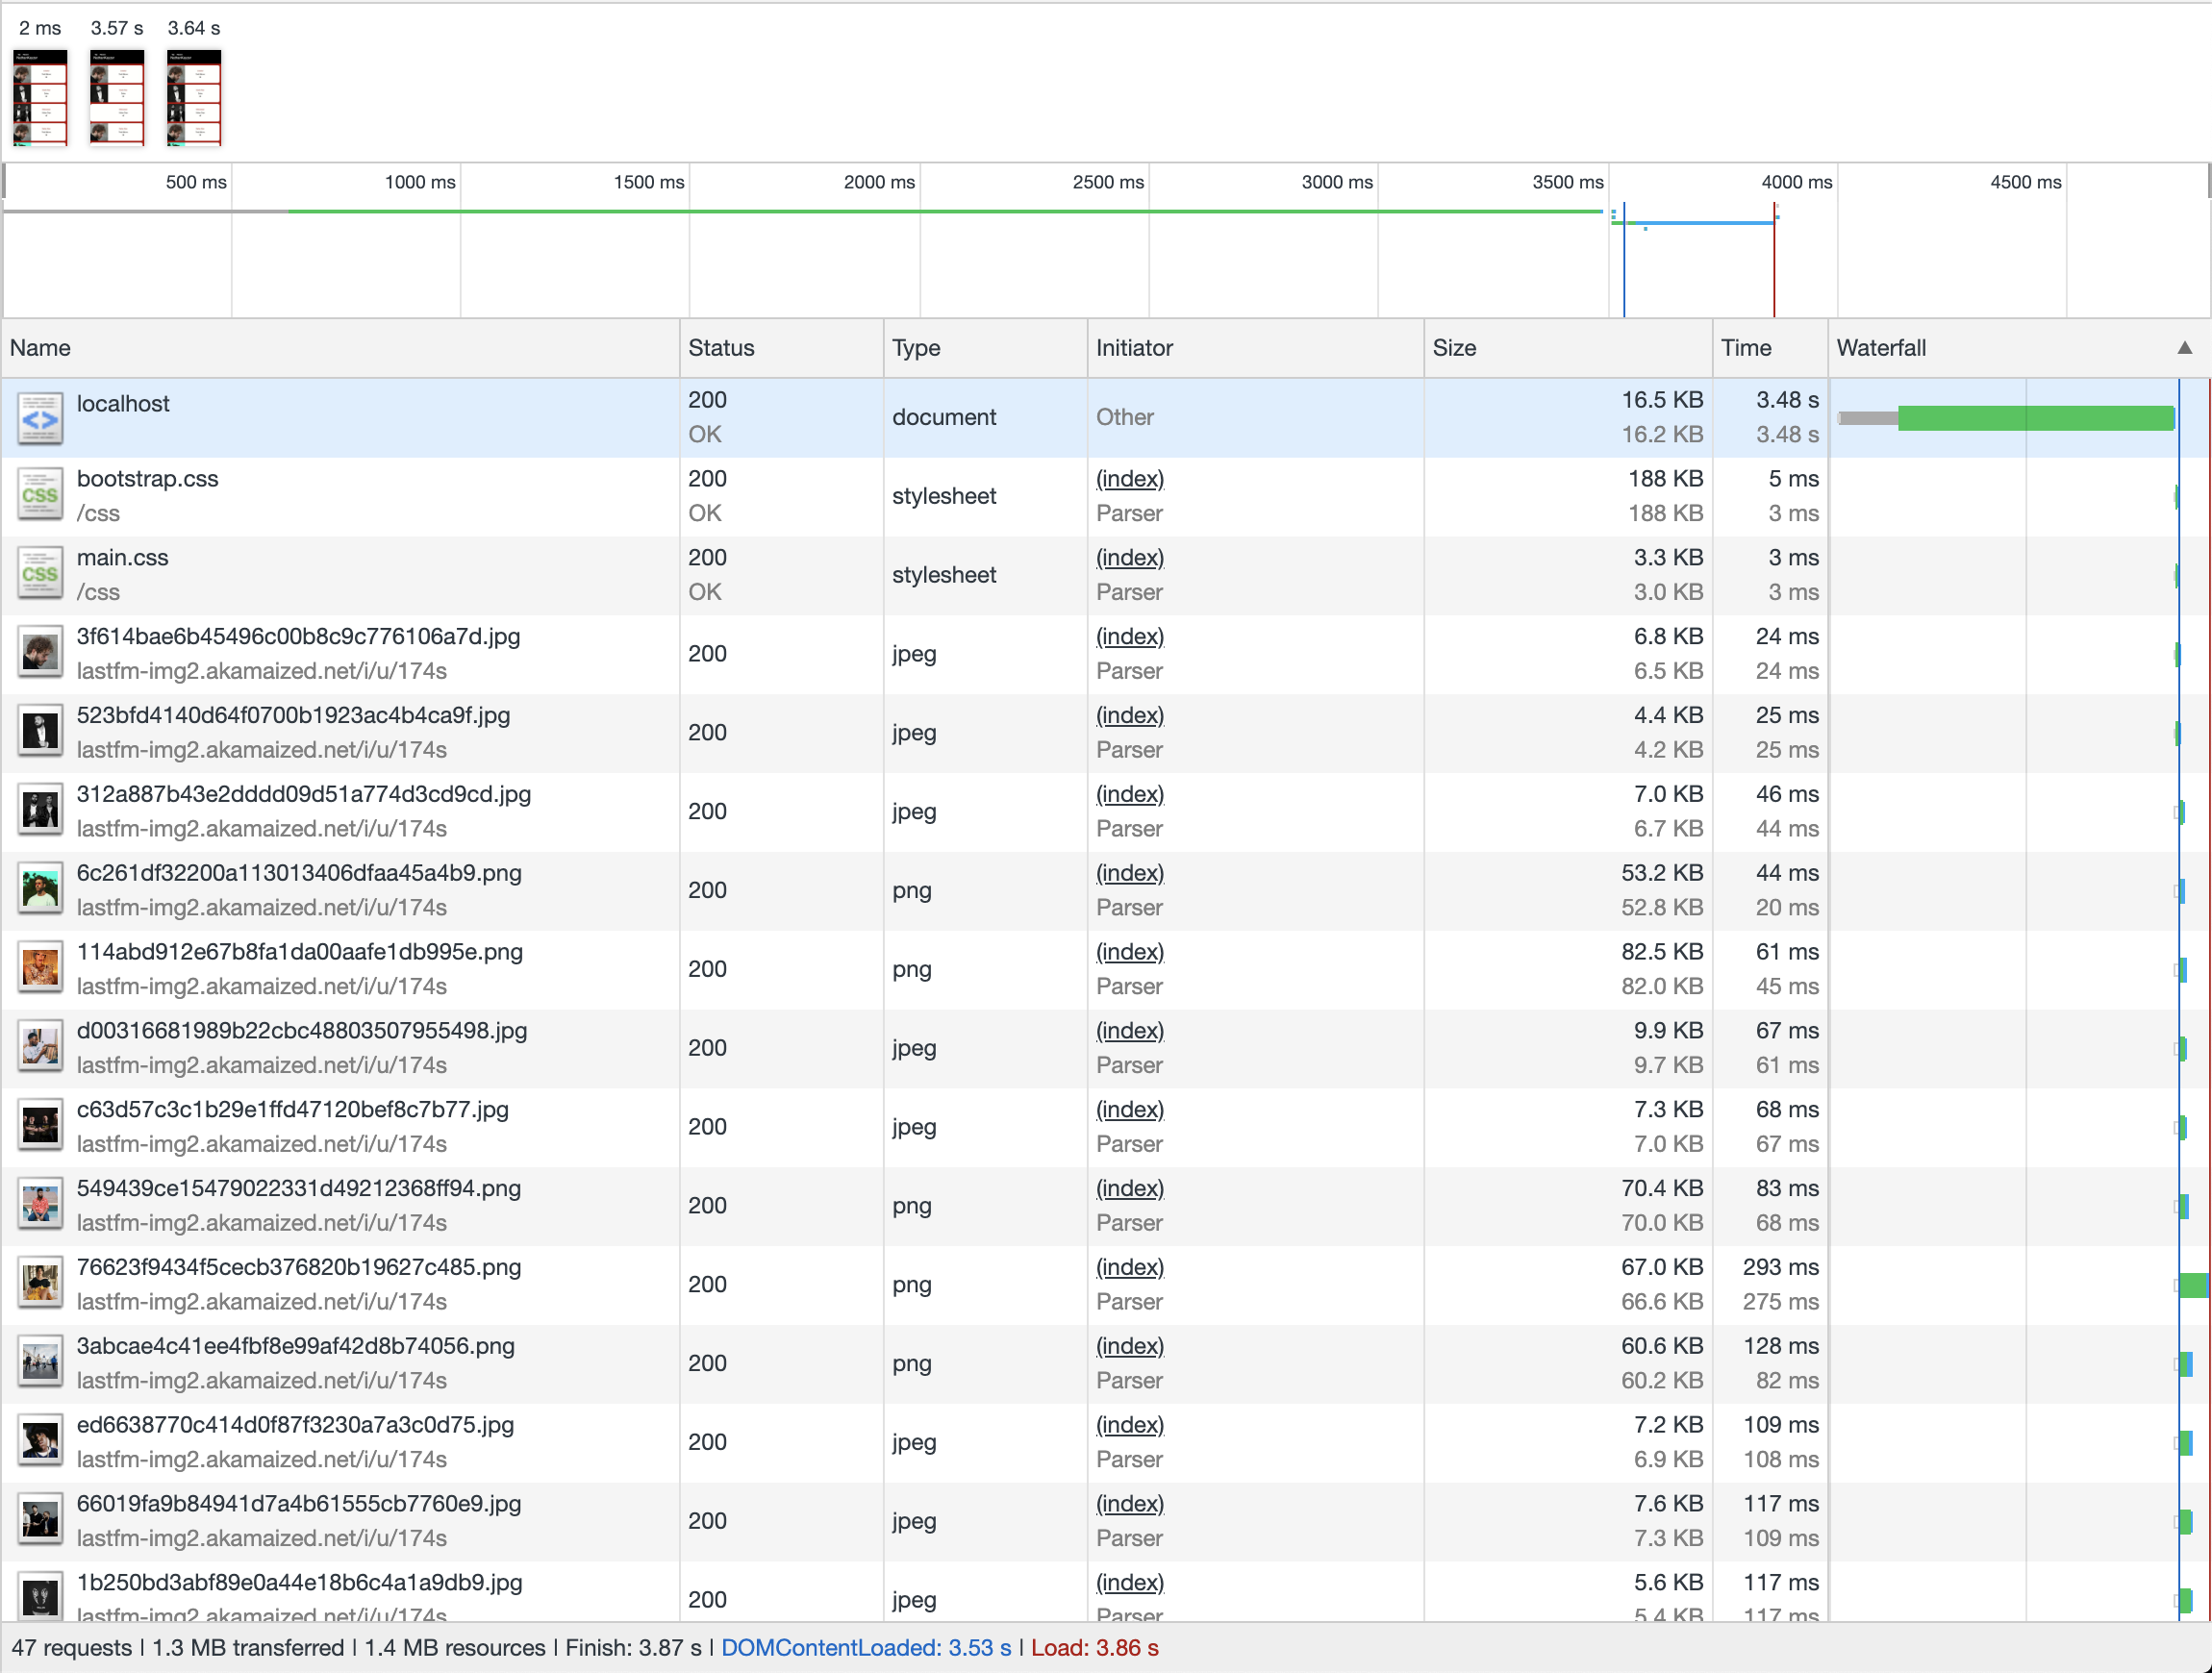 2 ms 3.57 s 3.64 s
500 ms 1000 ms 1500 ms 2000 ms 2500 ms 3000 ms 3500 ms 4000 ms 4500 ms
Name Status Type Initiator Size Time Waterfall ▲
localhost 200 document Other 16.5 KB 3.48 s
OK 16.2 KB 3.48 s
bootstrap.css 200 stylesheet (index) 188 KB 5 ms
/css OK Parser 188 KB 3 ms
main.css 200 stylesheet (index) 3.3 KB 3 ms
/css OK Parser 3.0 KB 3 ms
3f614bae6b45496c00b8c9c776106a7d.jpg 200 jpeg (index) 6.8 KB 24 ms
lastfm-img2.akamaized.net/i/u/174s Parser 6.5 KB 24 ms
523bfd4140d64f0700b1923ac4b4ca9f.jpg 200 jpeg (index) 4.4 KB 25 ms
lastfm-img2.akamaized.net/i/u/174s Parser 4.2 KB 25 ms
312a887b43e2dddd09d51a774d3cd9cd.jpg 200 jpeg (index) 7.0 KB 46 ms
lastfm-img2.akamaized.net/i/u/174s Parser 6.7 KB 44 ms
6c261df32200a113013406dfaa45a4b9.png 200 png (index) 53.2 KB 44 ms
lastfm-img2.akamaized.net/i/u/174s Parser 52.8 KB 20 ms
114abd912e67b8fa1da00aafe1db995e.png 200 png (index) 82.5 KB 61 ms
lastfm-img2.akamaized.net/i/u/174s Parser 82.0 KB 45 ms
d00316681989b22cbc48803507955498.jpg 200 jpeg (index) 9.9 KB 67 ms
lastfm-img2.akamaized.net/i/u/174s Parser 9.7 KB 61 ms
c63d57c3c1b29e1ffd47120bef8c7b77.jpg 200 jpeg (index) 7.3 KB 68 ms
lastfm-img2.akamaized.net/i/u/174s Parser 7.0 KB 67 ms
549439ce15479022331d49212368ff94.png 200 png (index) 70.4 KB 83 ms
lastfm-img2.akamaized.net/i/u/174s Parser 70.0 KB 68 ms
76623f9434f5cecb376820b19627c485.png 200 png (index) 67.0 KB 293 ms
lastfm-img2.akamaized.net/i/u/174s Parser 66.6 KB 275 ms
3abcae4c41ee4fbf8e99af42d8b74056.png 200 png (index) 60.6 KB 128 ms
lastfm-img2.akamaized.net/i/u/174s Parser 60.2 KB 82 ms
ed6638770c414d0f87f3230a7a3c0d75.jpg 200 jpeg (index) 7.2 KB 109 ms
lastfm-img2.akamaized.net/i/u/174s Parser 6.9 KB 108 ms
66019fa9b84941d7a4b61555cb7760e9.jpg 200 jpeg (index) 7.6 KB 117 ms
lastfm-img2.akamaized.net/i/u/174s Parser 7.3 KB 109 ms
1b250bd3abf89e0a44e18b6c4a1a9db9.jpg 200 jpeg (index) 5.6 KB 117 ms
lastfm-img2.akamaized.net/i/u/174s Parser 5.4 KB 117 ms
47 requests | 1.3 MB transferred | 1.4 MB resources | Finish: 3.87 s | DOMContentLoaded: 3.53 s | Load: 3.86 s